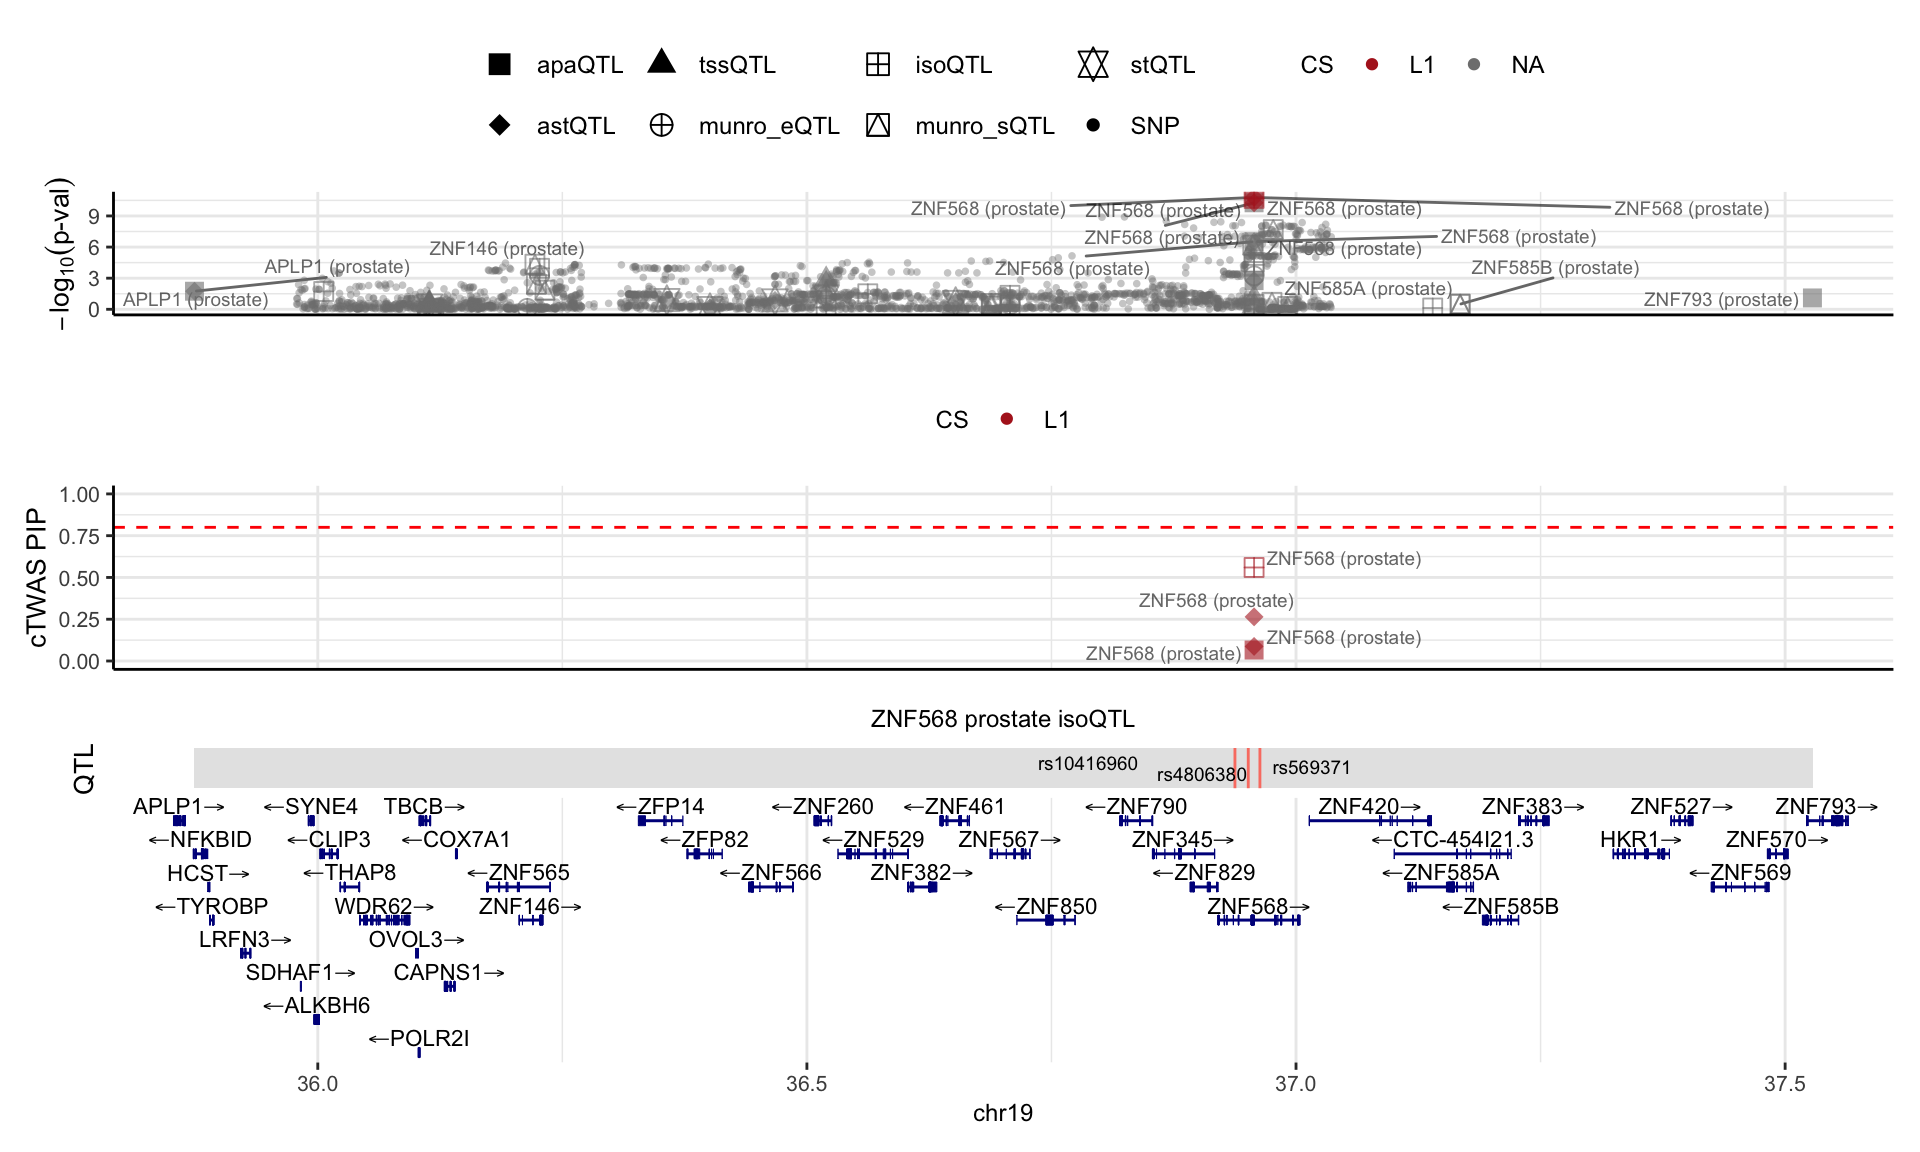 apaQTL tssQTL isoQTL stQTL CS L1 NA
astQTL munro_eQTL munro_sQTL SNP
−log10(p-val)
9
6
3
0
ZNF568 (prostate) ZNF568 (prostate) ZNF568 (prostate) ZNF568 (prostate)
ZNF568 (prostate) ZNF568 (prostate)
ZNF146 (prostate) ZNF568 (prostate)
APLP1 (prostate) ZNF568 (prostate) ZNF585B (prostate)
ZNF585A (prostate)
APLP1 (prostate) ZNF793 (prostate)
CS L1
cTWAS PIP
1.00
0.75
0.50
0.25
0.00
ZNF568 (prostate)
ZNF568 (prostate)
ZNF568 (prostate)
ZNF568 (prostate)
ZNF568 prostate isoQTL
QTL
rs10416960 rs4806380 rs569371
APLP1→ ←SYNE4 TBCB→ ←ZFP14 ←ZNF260 ←ZNF461 ←ZNF790 ZNF420→ ZNF383→ ZNF527→ ZNF793→
←NFKBID ←CLIP3 ←COX7A1 ←ZFP82 ←ZNF529 ZNF567→ ZNF345→ ←CTC-454I21.3 HKR1→ ZNF570→
HCST→ ←THAP8 ←ZNF565 ←ZNF566 ZNF382→ ←ZNF829 ←ZNF585A ←ZNF569
←TYROBP WDR62→ ZNF146→ ←ZNF850 ZNF568→ ←ZNF585B
LRFN3→ OVOL3→
SDHAF1→ CAPNS1→
←ALKBH6
←POLR2I
36.0 36.5 37.0 37.5
chr19